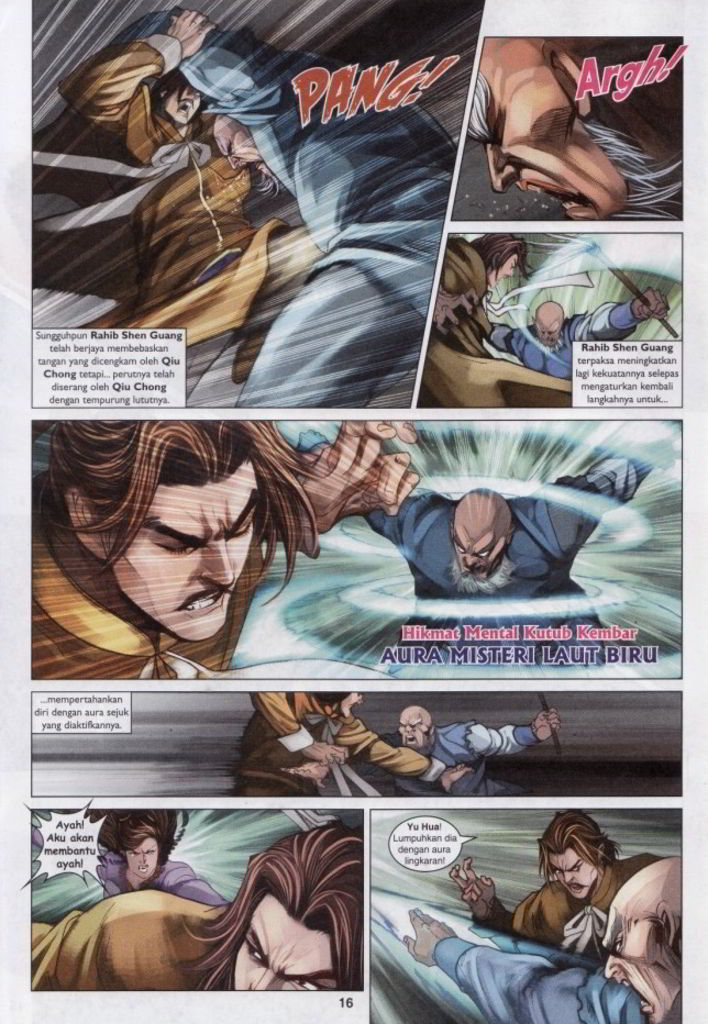 PANG!
Argh!
Sungguhpun Rahib Shen Guang
telah berjaya membebaskan
tangan yang dicengkam oleh Qiu
Chong tetapi... perutnya telah
diserang oleh Qiu Chong
dengan tempurung lututnya.
Rahib Shen Guang
terpaksa meningkatkan
lagi kekuatannya selepas
mengaturkan kembali
langkahnya untuk...
Hikmat Mental Kutub Kembar
AURA MISTERI LAUT BIRU
...mempertahankan
diri dengan aura sejuk
yang diaktifkannya.
Ayah!
Aku akan
membantu
ayah!
Yu Hua!
Lumpuhkan dia
dengan aura
lingkaran!
16